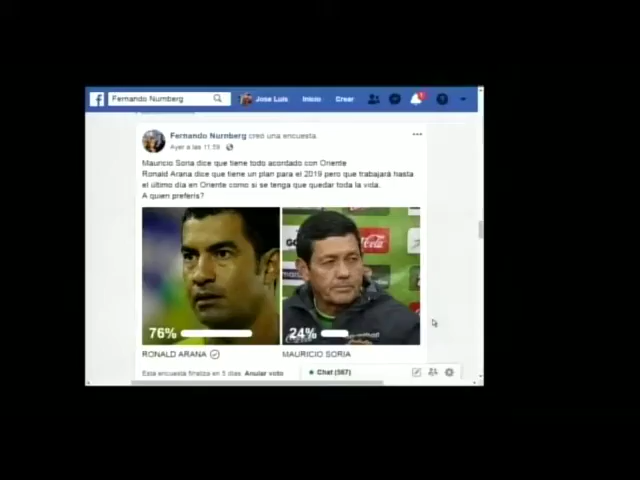 Fernando Nurnberg
Jose Luis Inicio Crear
Fernando Nurnberg creó una encuesta.
Ayer a las 11:59
Mauricio Soria dice que tiene todo acordado con Oriente
Ronald Arana dice que tiene un plan para el 2019 pero que trabajará hasta
el último día en Oriente como si se tenga que quedar toda la vida.
A quien preferís?
Coca-Cola
76%
24%
RONALD ARANA
MAURICIO SORIA
Esta encuesta finaliza en 5 días. Anular voto
Chat (567)